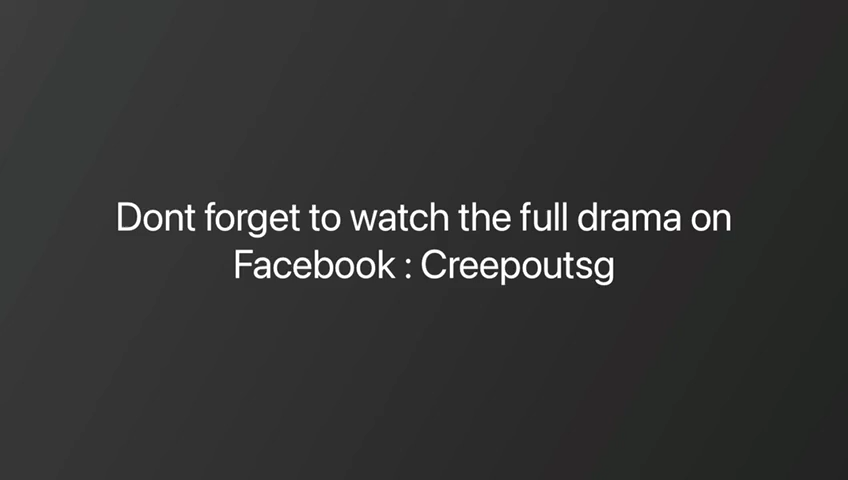 Dont forget to watch the full drama on
Facebook : Creepoutsg